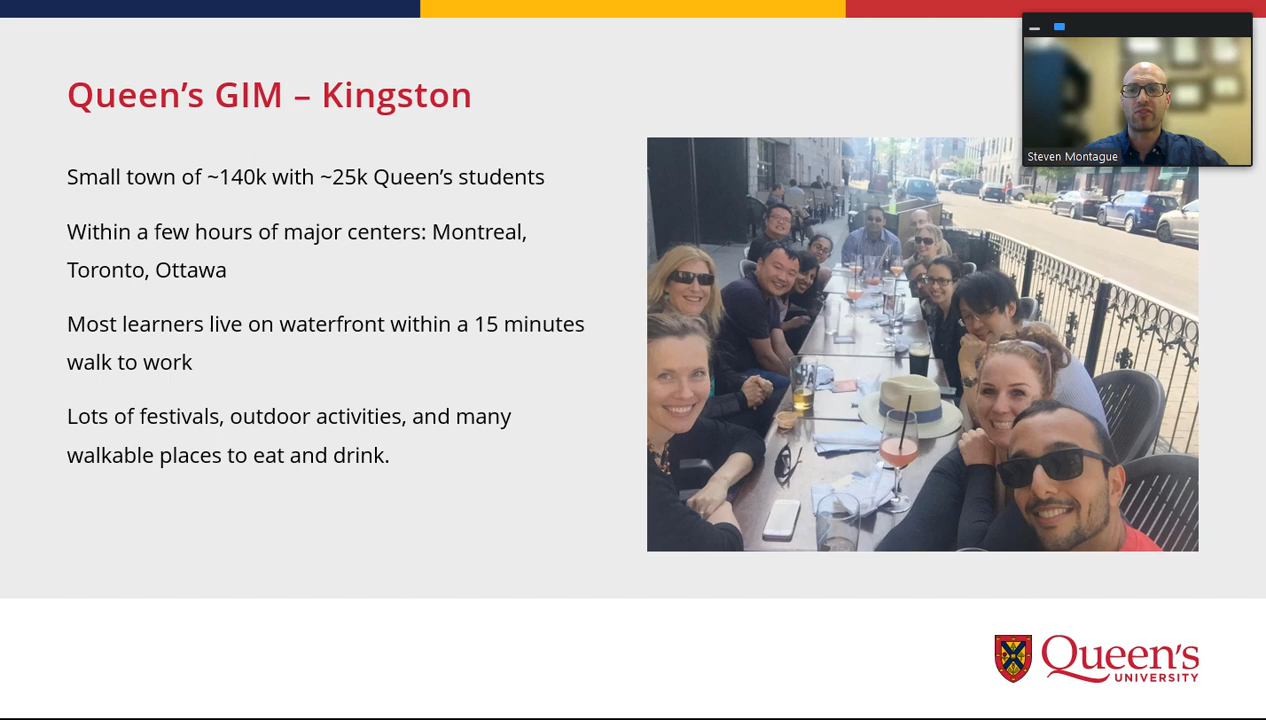 Queen's GIM – Kingston
Small town of ~140k with ~25k Queen's students
Within a few hours of major centers: Montreal,
Toronto, Ottawa
Most learners live on waterfront within a 15 minutes
walk to work
Lots of festivals, outdoor activities, and many
walkable places to eat and drink.
Steven Montague
Queen's
UNIVERSITY